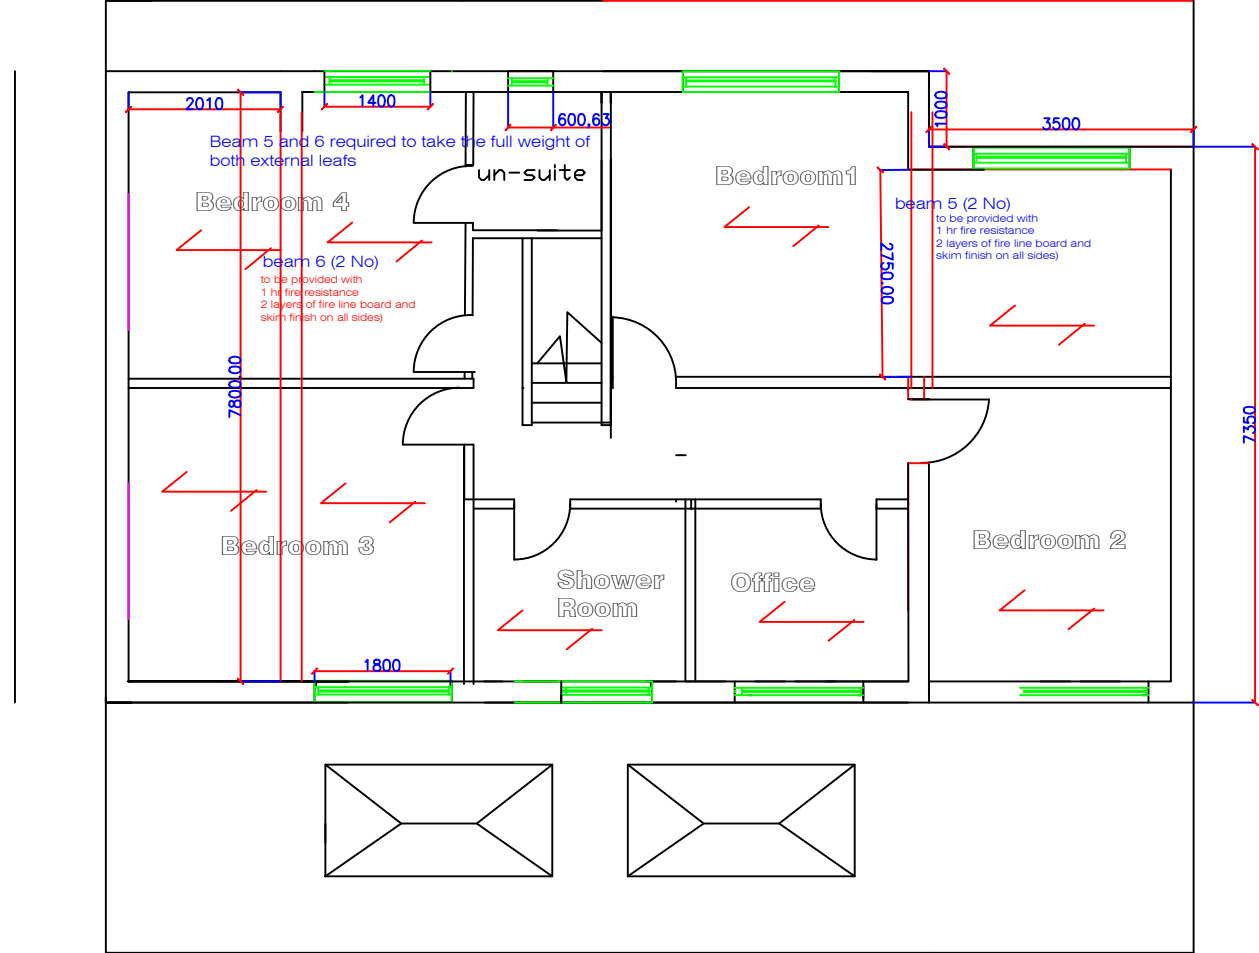 2010
1400
600,63
1000
3500
Beam 5 and 6 required to take the full weight of
both external leafs
un-suite
Bedroom1
Bedroom 4
beam 5 (2 No)
to be provided with
1 hr fire resistance
2 layers of fire line board and
skim finish on all sides)
beam 6 (2 No)
to be provided with
1 hr fire resistance
2 layers of fire line board and
skim finish on all sides)
2750.00
7800.00
7350
Bedroom 3
Bedroom 2
Shower
Room
Office
1800